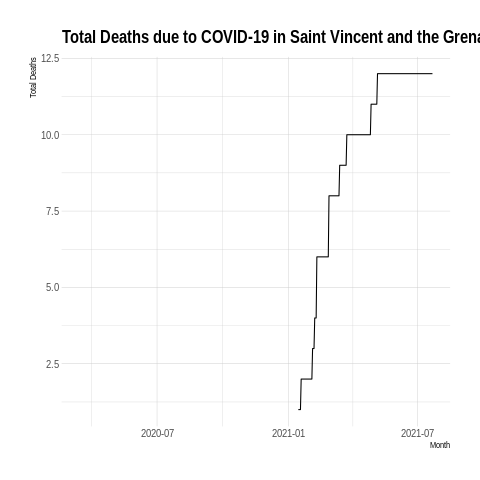 Total Deaths due to COVID-19 in Saint Vincent and the Grena
Total Deaths
12.5
10.0
7.5
5.0
2.5
2020-07
2021-01
2021-07
Month